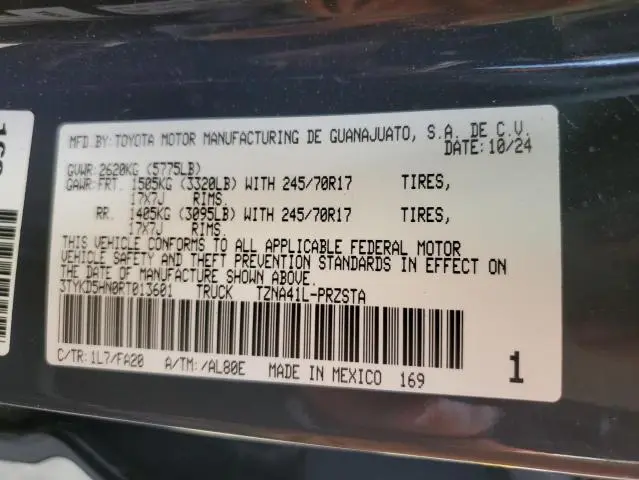 MFD.BY:TOYOTA MOTOR MANUFACTURING DE GUANAJUATO, S.A. DE C.V.
DATE:10/24
GVWR:2620KG (5775LB)
GAWR:FRT. 1505KG (3320LB) WITH 245/70R17 TIRES,
17X7J RIMS.
RR. 1405KG (3095LB) WITH 245/70R17 TIRES,
17X7J RIMS.
THIS VEHICLE CONFORMS TO ALL APPLICABLE FEDERAL MOTOR
VEHICLE SAFETY AND THEFT PREVENTION STANDARDS IN EFFECT ON
THE DATE OF MANUFACTURE SHOWN ABOVE.
3TYKD5HN0RT013601 TRUCK TZNA41L-PRZSTA
C/TR:1L7/FA20 A/TM:/AL80E MADE IN MEXICO 169
1